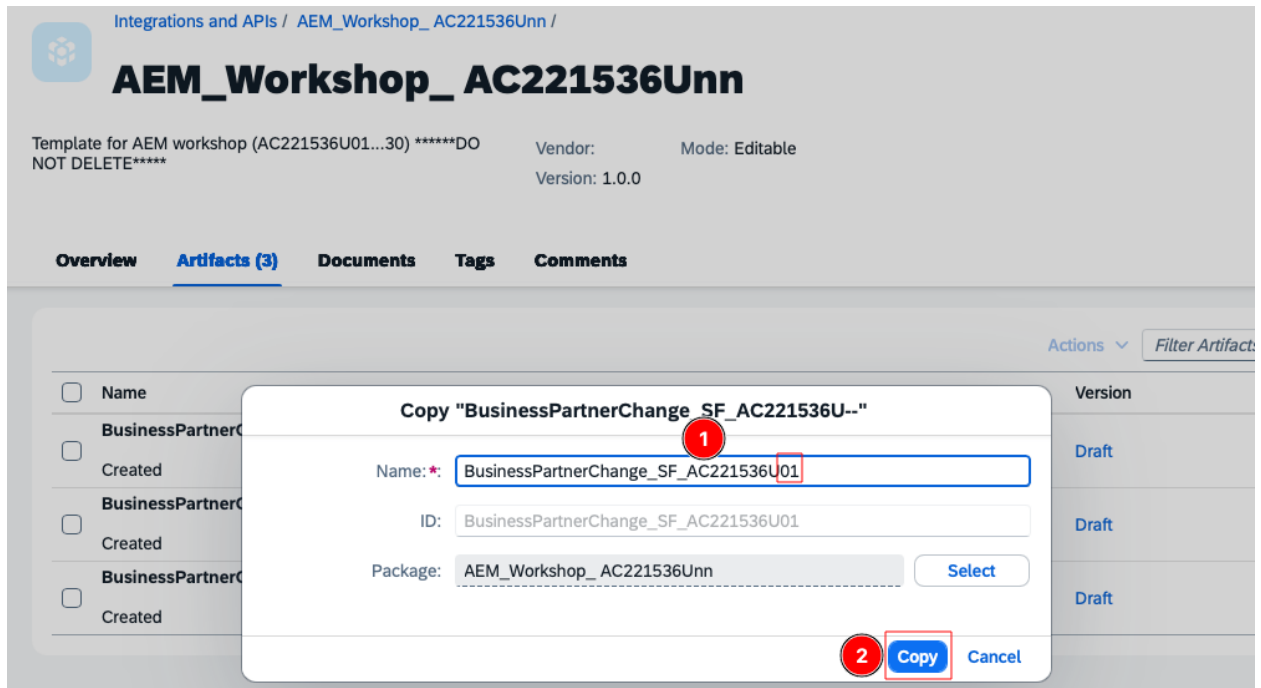 Integrations and APIs / AEM_Workshop_ AC221536Unn /
AEM_Workshop_ AC221536Unn
Template for AEM workshop (AC221536U01...30) ******DO
NOT DELETE*****
Vendor:
Mode: Editable
Version: 1.0.0
Overview Artifacts (3) Documents Tags Comments
Actions Filter Artifacts
Name Version
Copy "BusinessPartnerChange_SF_AC221536U--"
BusinessPartnerC
Created
Draft
1
Name:*: BusinessPartnerChange_SF_AC221536U01
BusinessPartnerC
Created
Draft
ID: BusinessPartnerChange_SF_AC221536U01
Package: AEM_Workshop_ AC221536Unn Select
BusinessPartnerC
Created
Draft
2 Copy Cancel